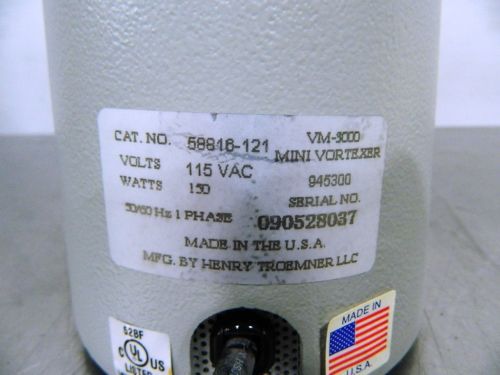 CAT. NO. 58816-121 VM-3000
MINI VORTEXER
VOLTS 115 VAC
WATTS 150 945300
SERIAL NO.
50/60 Hz 1 PHASE 090528037
MADE IN THE U.S.A.
MFG. BY HENRY TROEMNER LLC
52BF
C UL US
LISTED
MADE IN
U.S.A.